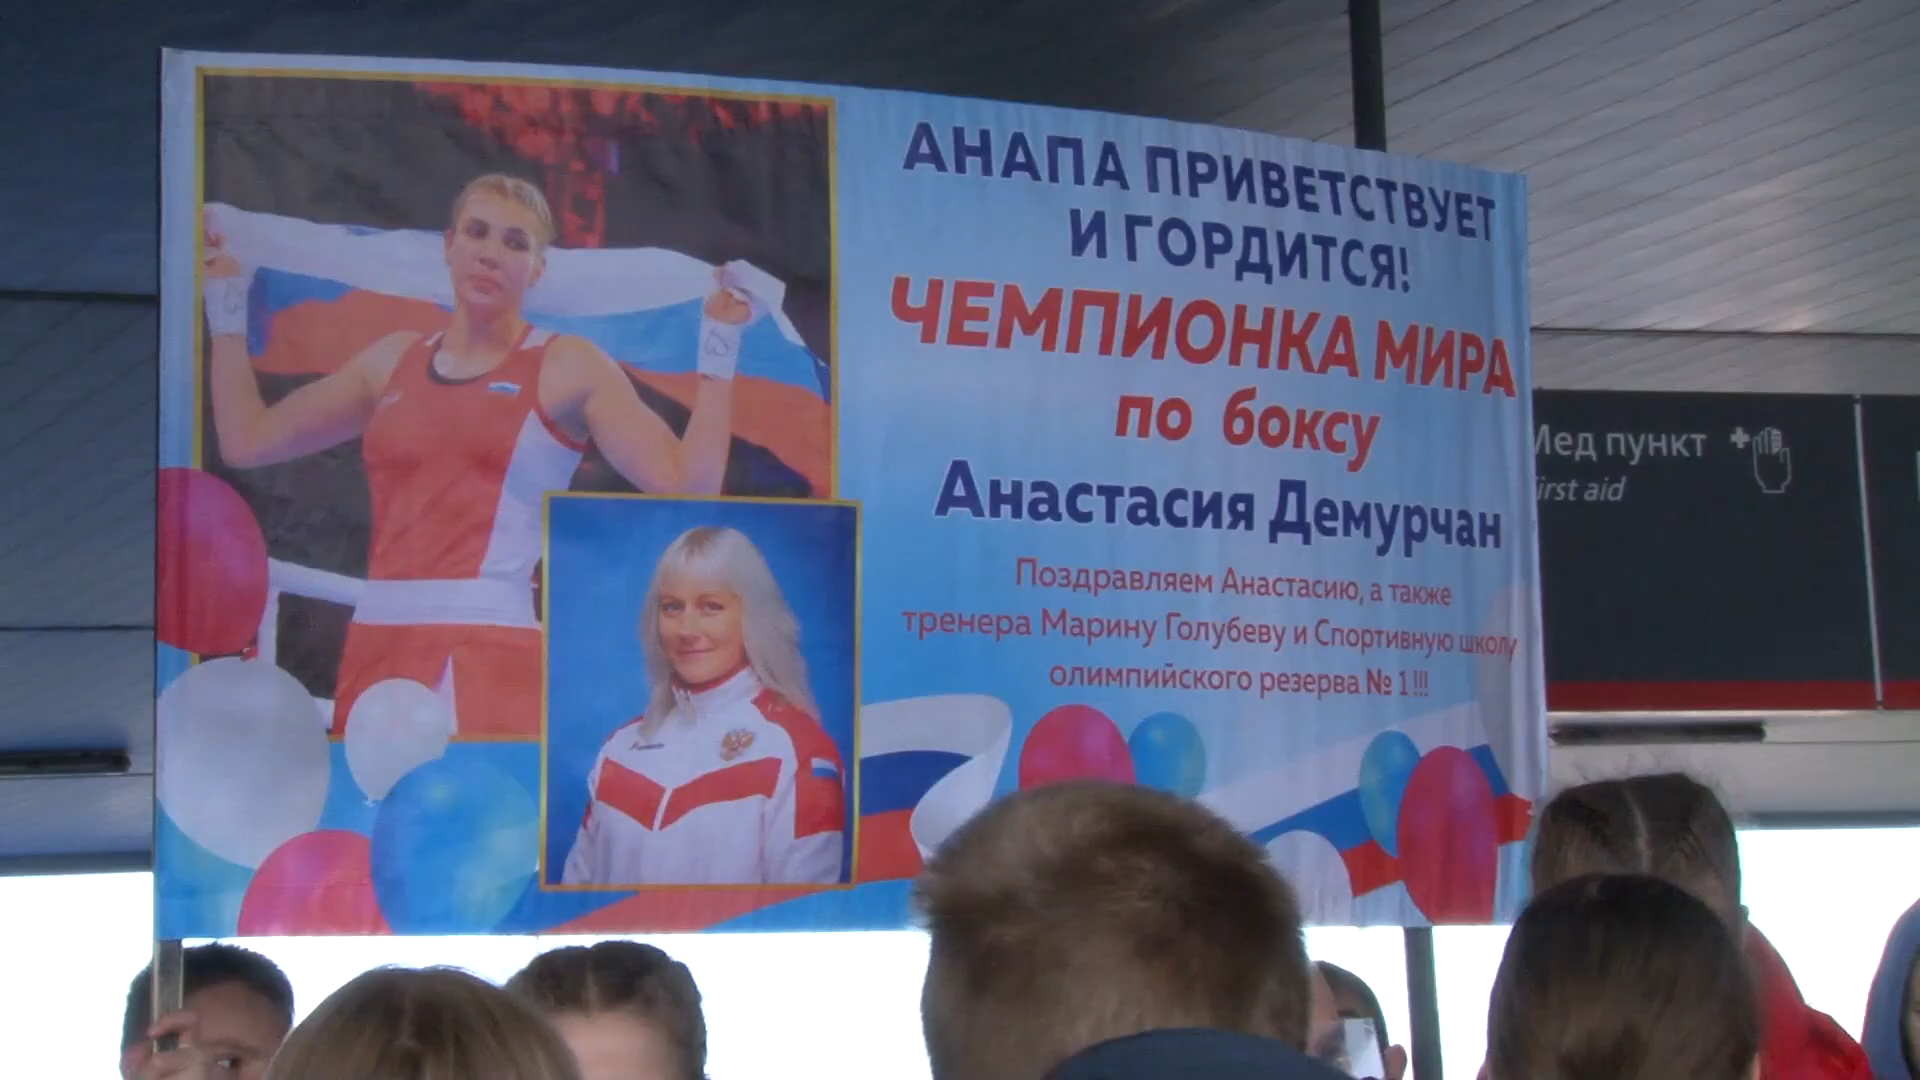 АНАПА ПРИВЕТСТВУЕТ
И ГОРДИТСЯ!
ЧЕМПИОНКА МИРА
по боксу
Анастасия Демурчан
Поздравляем Анастасию, а также
тренера Марину Голубеву и Спортивную школу
олимпийского резерва № 1!!!
Мед пункт
First aid